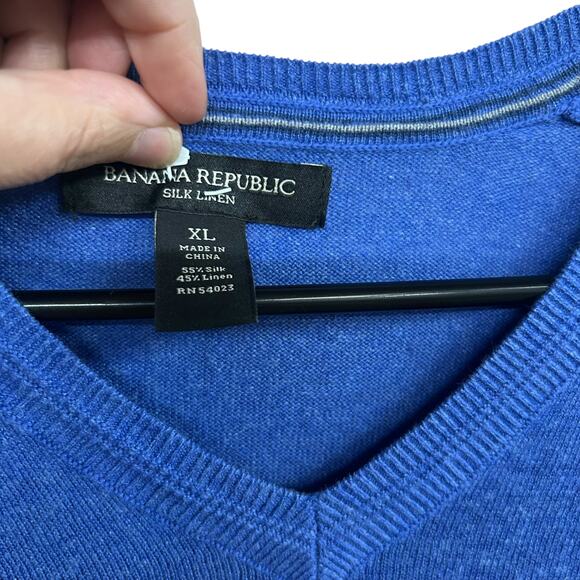 BANANA REPUBLIC
SILK LINEN
XL
MADE IN
CHINA
55% Silk
45% Linen
RN 54023